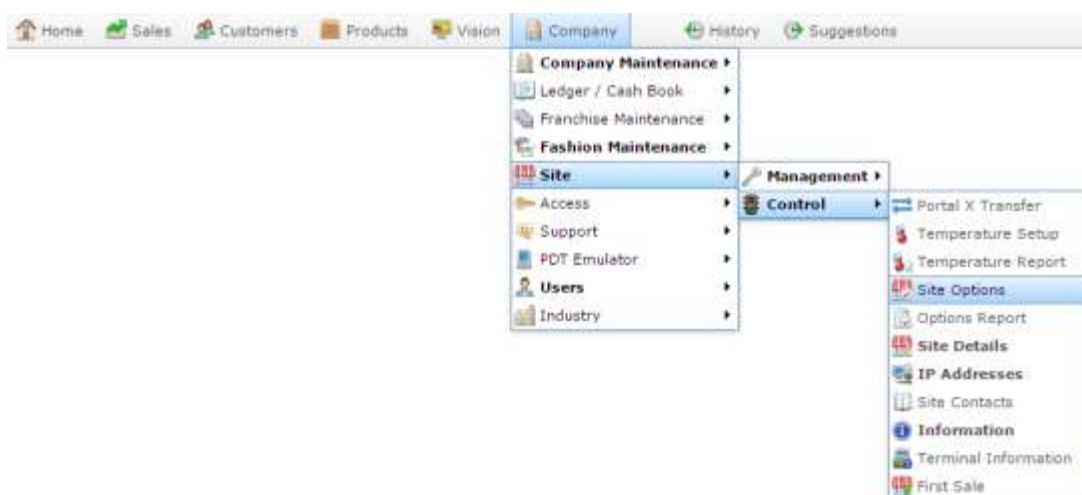 Home Sales Customers Products Vision Company History Suggestions
Company Maintenance
Ledger / Cash Book
Franchise Maintenance
Fashion Maintenance
Site Management
Access Control Portal X Transfer
Support Temperature Setup
PDT Emulator Temperature Report
Users Site Options
Industry Options Report
Site Details
IP Addresses
Site Contacts
Information
Terminal Information
First Sale